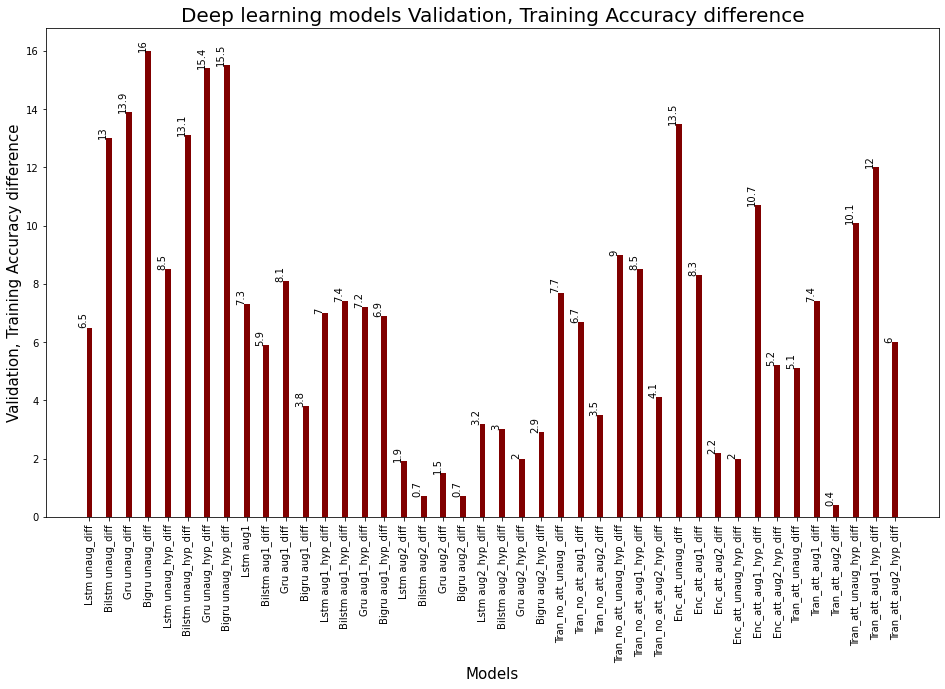 Deep learning models Validation, Training Accuracy difference
Validation, Training Accuracy difference
16
14
12
10
8
6
4
2
0
6.5
13
13.9
16
8.5
13.1
15.4
15.5
7.3
5.9
8.1
3.8
7
7.4
7.2
6.9
1.9
0.7
1.5
0.7
3.2
3
2
2.9
7.7
6.7
3.5
9
8.5
4.1
13.5
8.3
2.2
2
10.7
5.2
5.1
7.4
0.4
10.1
12
6
Lstm unaug_diff
Bilstm unaug_diff
Gru unaug_diff
Bigru unaug_diff
Lstm unaug_hyp_diff
Bilstm unaug_hyp_diff
Gru unaug_hyp_diff
Bigru unaug_hyp_diff
Lstm aug1
Bilstm aug1_diff
Gru aug1_diff
Bigru aug1_diff
Lstm aug1_hyp_diff
Bilstm aug1_hyp_diff
Gru aug1_hyp_diff
Bigru aug1_hyp_diff
Lstm aug2_diff
Bilstm aug2_diff
Gru aug2_diff
Bigru aug2_diff
Lstm aug2_hyp_diff
Bilstm aug2_hyp_diff
Gru aug2_hyp_diff
Bigru aug2_hyp_diff
Tran_no_att_unaug_diff
Tran_no_att_aug1_diff
Tran_no_att_aug2_diff
Tran_no_att_unaug_hyp_diff
Tran_no_att_aug1_hyp_diff
Tran_no_att_aug2_hyp_diff
Enc_att_unaug_diff
Enc_att_aug1_diff
Enc_att_aug2_diff
Enc_att_unaug_hyp_diff
Enc_att_aug1_hyp_diff
Enc_att_aug2_hyp_diff
Tran_att_unaug_diff
Tran_att_aug1_diff
Tran_att_aug2_diff
Tran_att_unaug_hyp_diff
Tran_att_aug1_hyp_diff
Tran_att_aug2_hyp_diff
Models